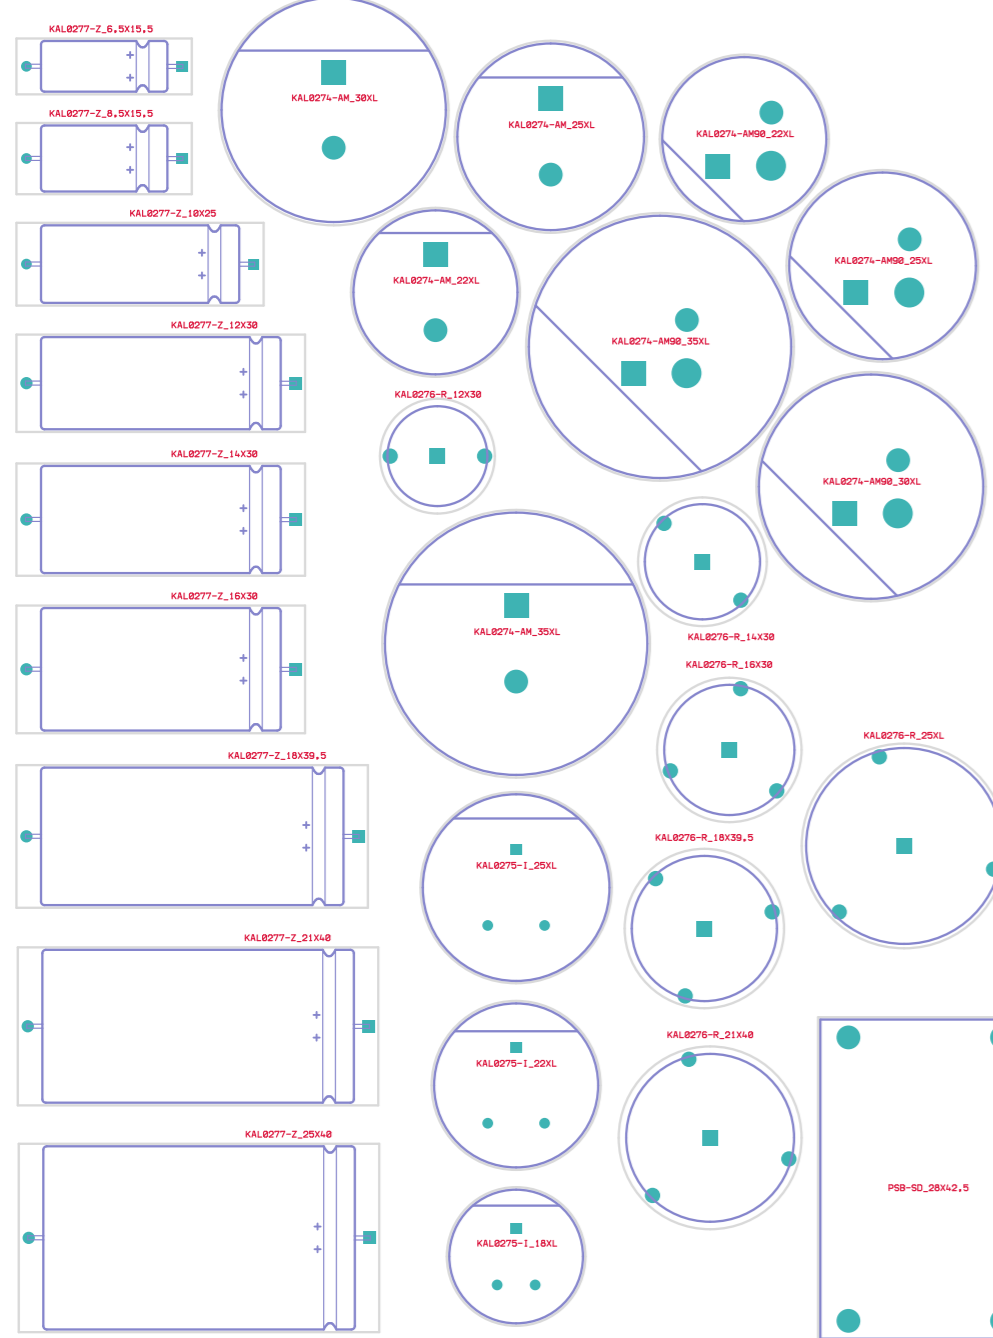 KAL0277-Z_6,5X15,5
KAL0274-AM_30XL
KAL0277-Z_8,5X15,5
KAL0274-AM_25XL
KAL0274-AM90_22XL
KAL0277-Z_10X25
KAL0274-AM90_25XL
KAL0274-AM_22XL
KAL0277-Z_12X30
KAL0274-AM90_35XL
KAL0276-R_12X30
KAL0277-Z_14X30
KAL0274-AM90_30XL
KAL0277-Z_16X30
KAL0274-AM_35XL
KAL0276-R_14X30
KAL0276-R_16X30
KAL0276-R_25XL
KAL0277-Z_18X39,5
KAL0276-R_18X39,5
KAL0275-I_25XL
KAL0277-Z_21X40
KAL0276-R_21X40
KAL0275-I_22XL
KAL0277-Z_25X40
PSB-SD_28X42,5
KAL0275-I_18XL